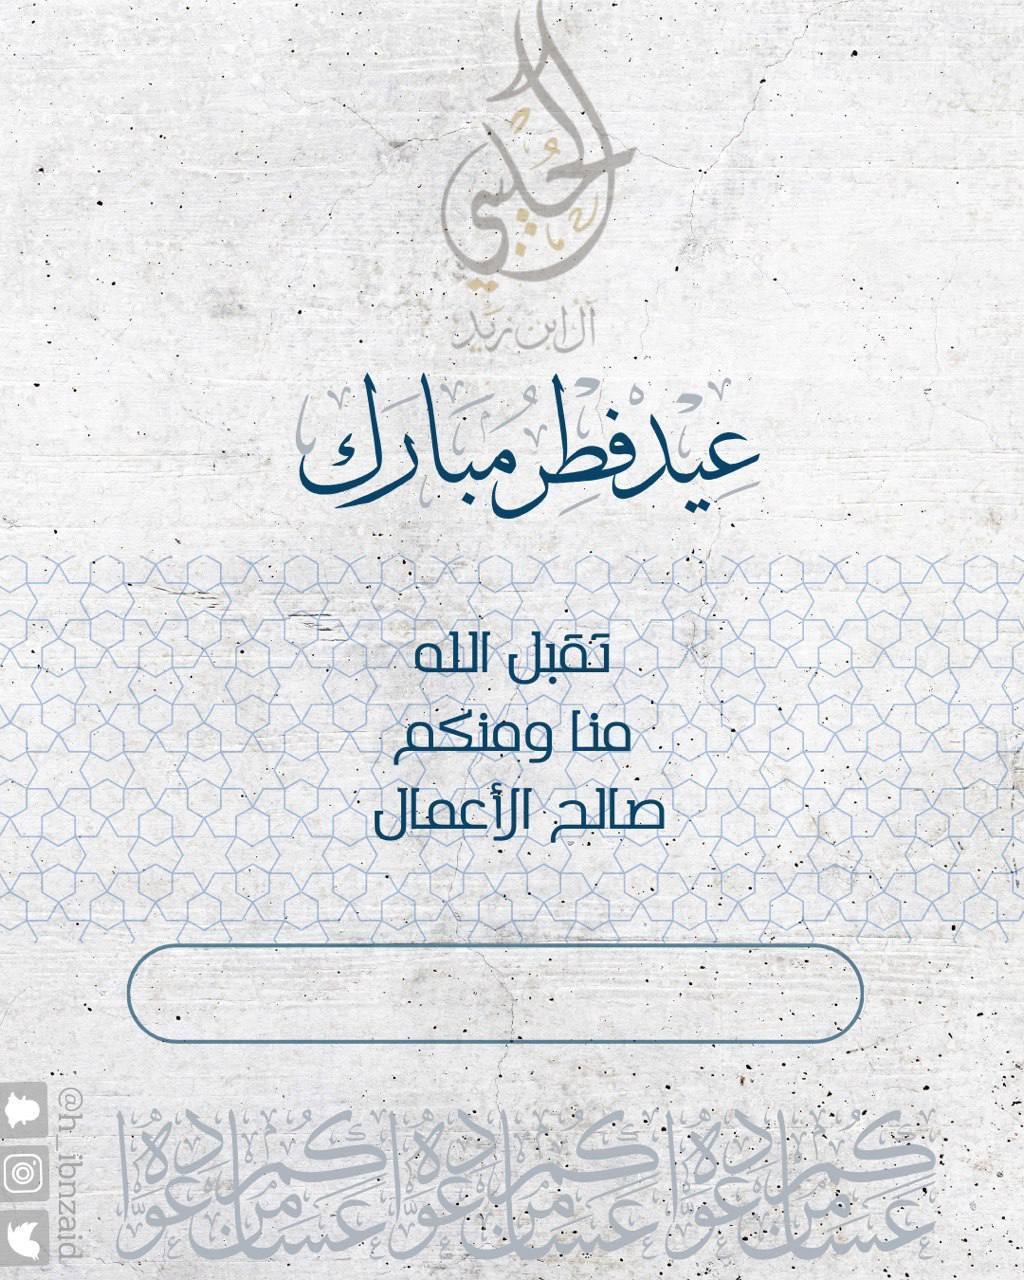 الحبسي
آل ابن زيد
عيد فطر مبارك
تقبل الله
منا ومنكم
صالح الأعمال
@h_ibnzaid
عساكم من عواده عساكم من عواده عساكم من عواده